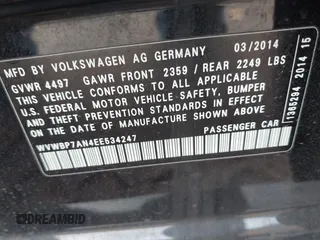 MFD BY VOLKSWAGEN AG GERMANY 03/2014
GVWR 4497 GAWR FRONT 2359 / REAR 2249 LBS
THIS VEHICLE CONFORMS TO ALL APPLICABLE
U.S. FEDERAL MOTOR VEHICLE SAFETY, BUMPER
AND THEFT PREVENTION STANDARDS IN EFFECT
ON THE DATE OF MANUFACTURE SHOWN ABOVE
WVWBP7AN4EE534247 PASSENGER CAR
1365294 2014 15
DREAMBID